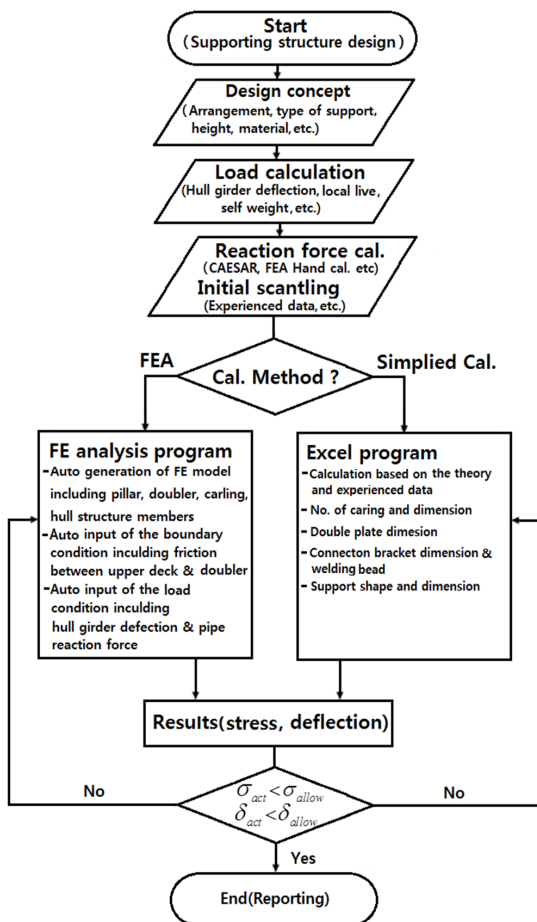 Start
(Supporting structure design)
Design concept
(Arrangement, type of support,
height, material, etc.)
Load calculation
(Hull girder deflection, local live,
self weight, etc.)
Reaction force cal.
(CAESAR, FEA Hand cal. etc)
Initial scantling
(Experienced data, etc.)
FEA
Simplied Cal.
Cal. Method ?
FE analysis program
-Auto generation of FE model
including pillar, doubler, carling,
hull structure members
-Auto input of the boundary
condition inculding friction
between upper deck & doubler
-Auto input of the load
condition inculding
hull girder defection & pipe
reaction force
Excel program
-Calculation based on the theory
and experienced data
-No. of caring and dimension
-Double plate dimesion
-Connecton bracket dimension &
welding bead
-Support shape and dimension
Results(stress, deflection)
No
σact<σallow
δact<δallow
No
Yes
End(Reporting)